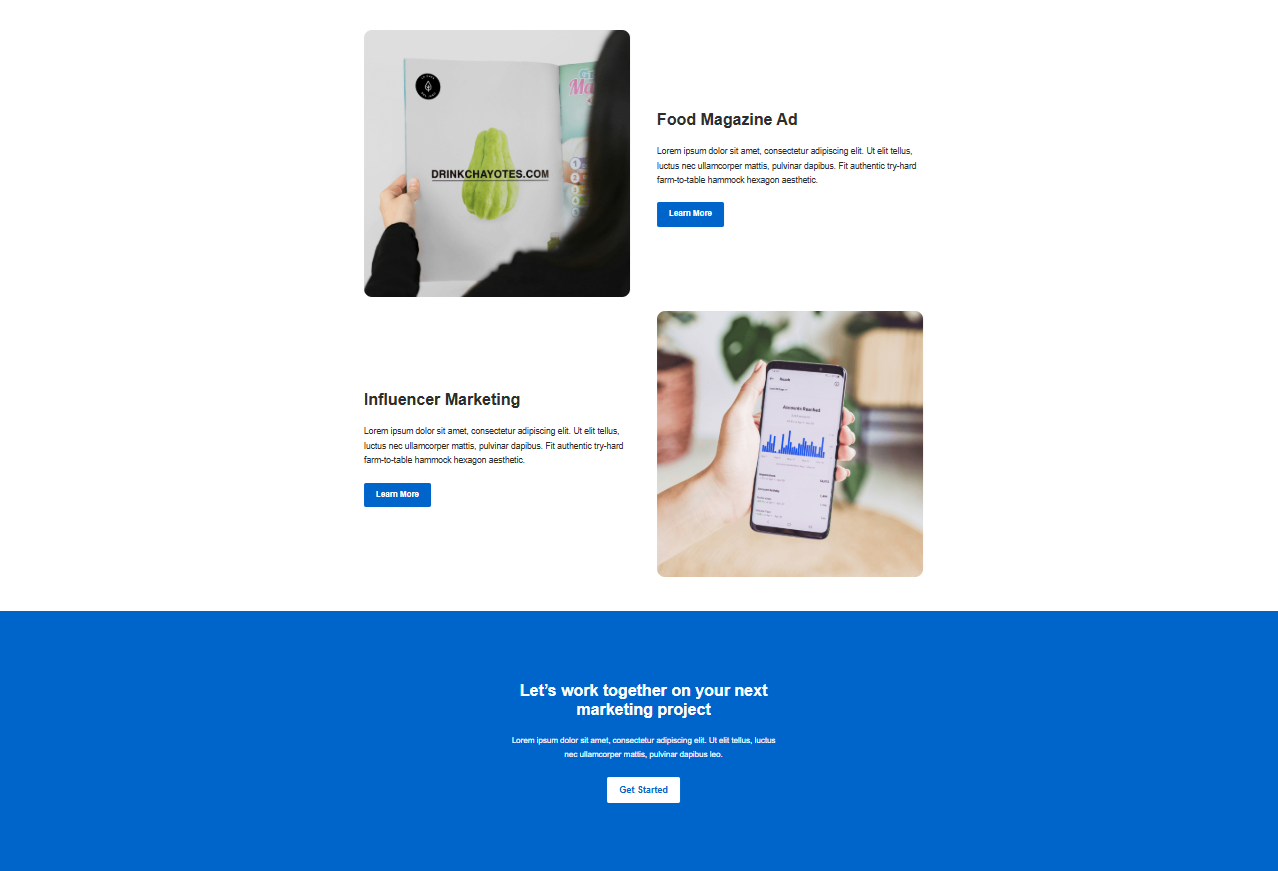 DRINKCHAYOTES.COM
Food Magazine Ad
Lorem ipsum dolor sit amet, consectetur adipiscing elit. Ut elit tellus,
luctus nec ullamcorper mattis, pulvinar dapibus. Fit authentic try-hard
farm-to-table hammock hexagon aesthetic.
Learn More
Influencer Marketing
Lorem ipsum dolor sit amet, consectetur adipiscing elit. Ut elit tellus,
luctus nec ullamcorper mattis, pulvinar dapibus. Fit authentic try-hard
farm-to-table hammock hexagon aesthetic.
Learn More
Reach
Accounts Reached
Let’s work together on your next
marketing project
Lorem ipsum dolor sit amet, consectetur adipiscing elit. Ut elit tellus, luctus
nec ullamcorper mattis, pulvinar dapibus leo.
Get Started